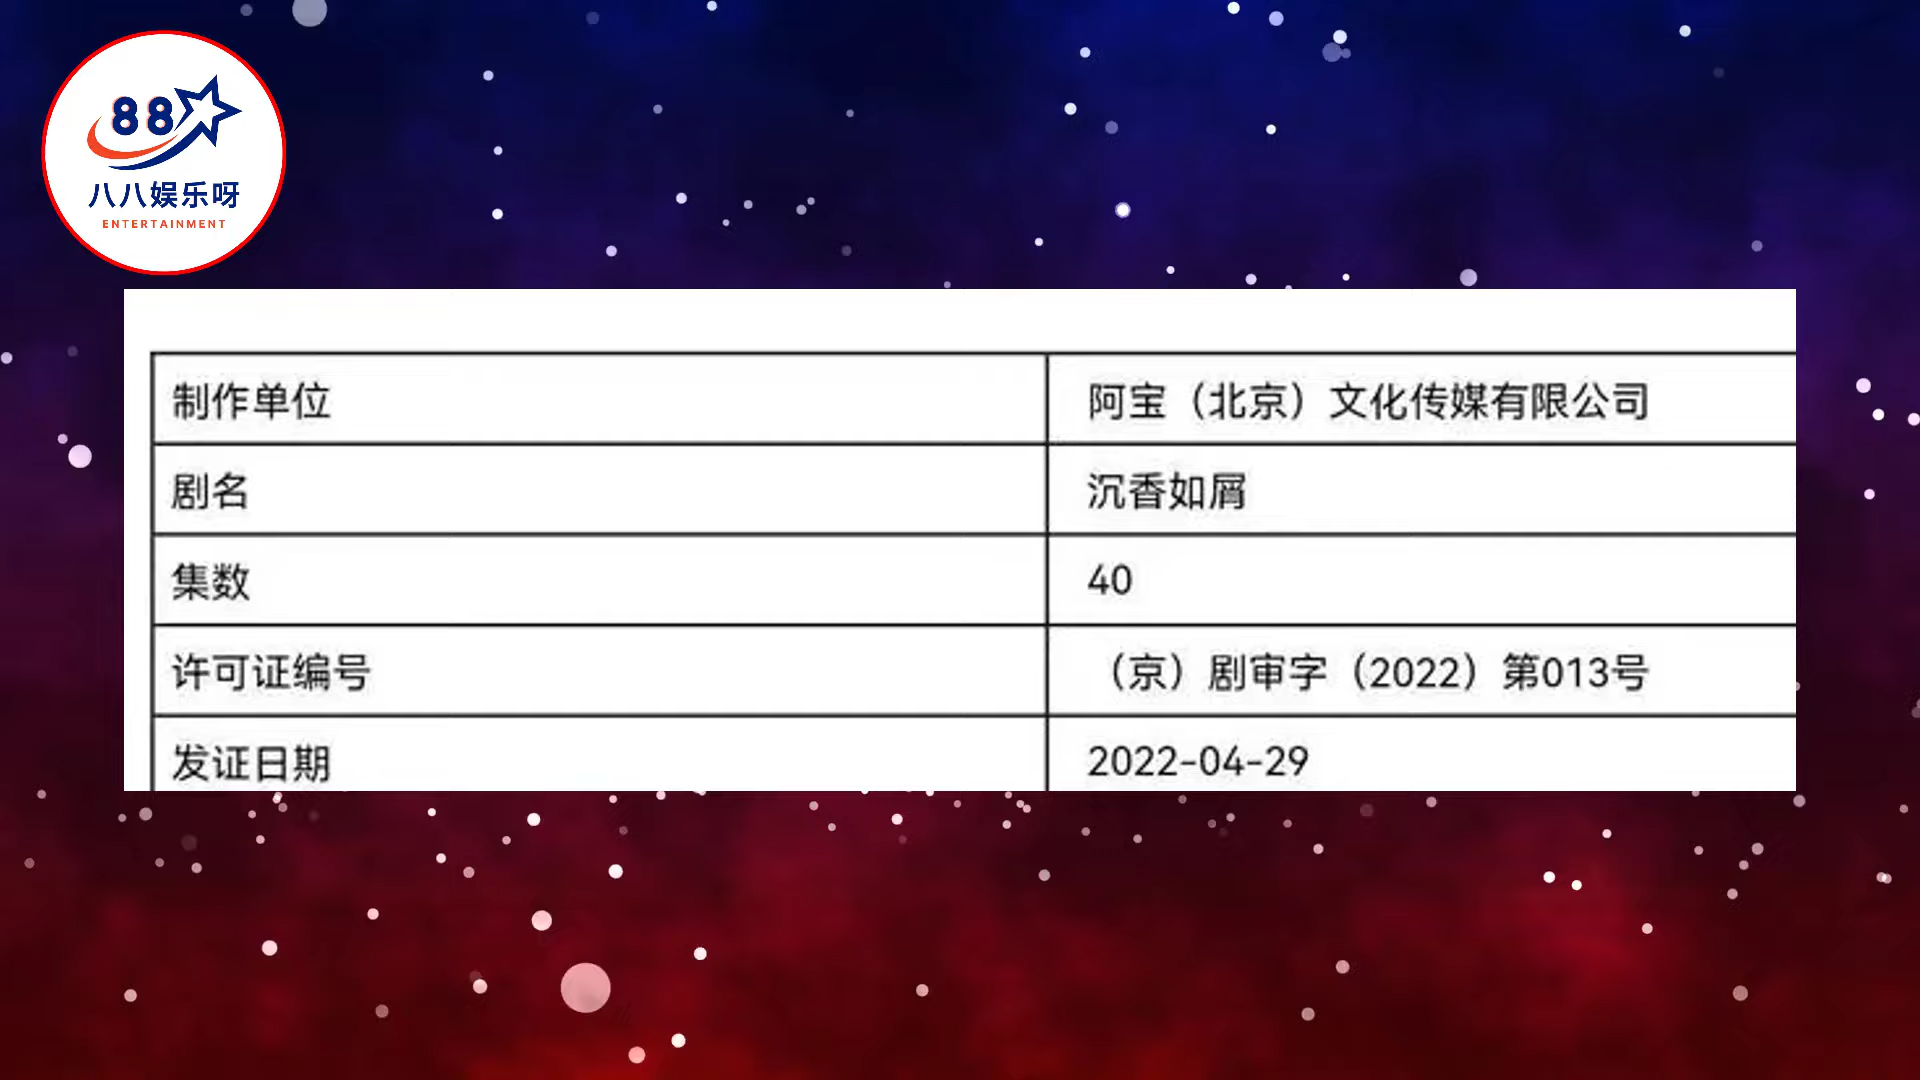 88
八八娱乐呀
ENTERTAINMENT
制作单位 阿宝（北京）文化传媒有限公司
剧名 沉香如屑
集数 40
许可证编号 （京）剧审字（2022）第013号
发证日期 2022-04-29